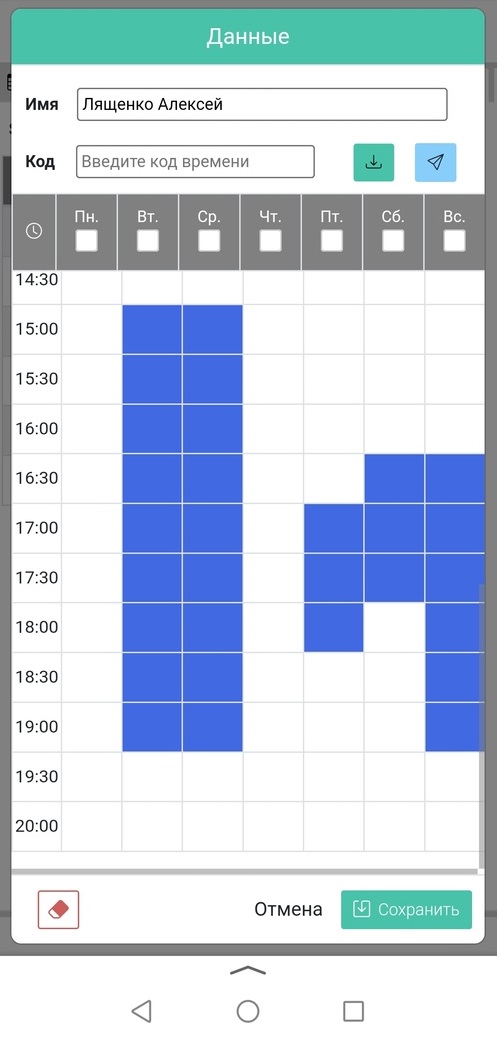 Данные
Имя Лященко Алексей
Код Введите код времени
Пн. Вт. Ср. Чт. Пт. Сб. Вс.
14:30
15:00
15:30
16:00
16:30
17:00
17:30
18:00
18:30
19:00
19:30
20:00
Отмена Сохранить